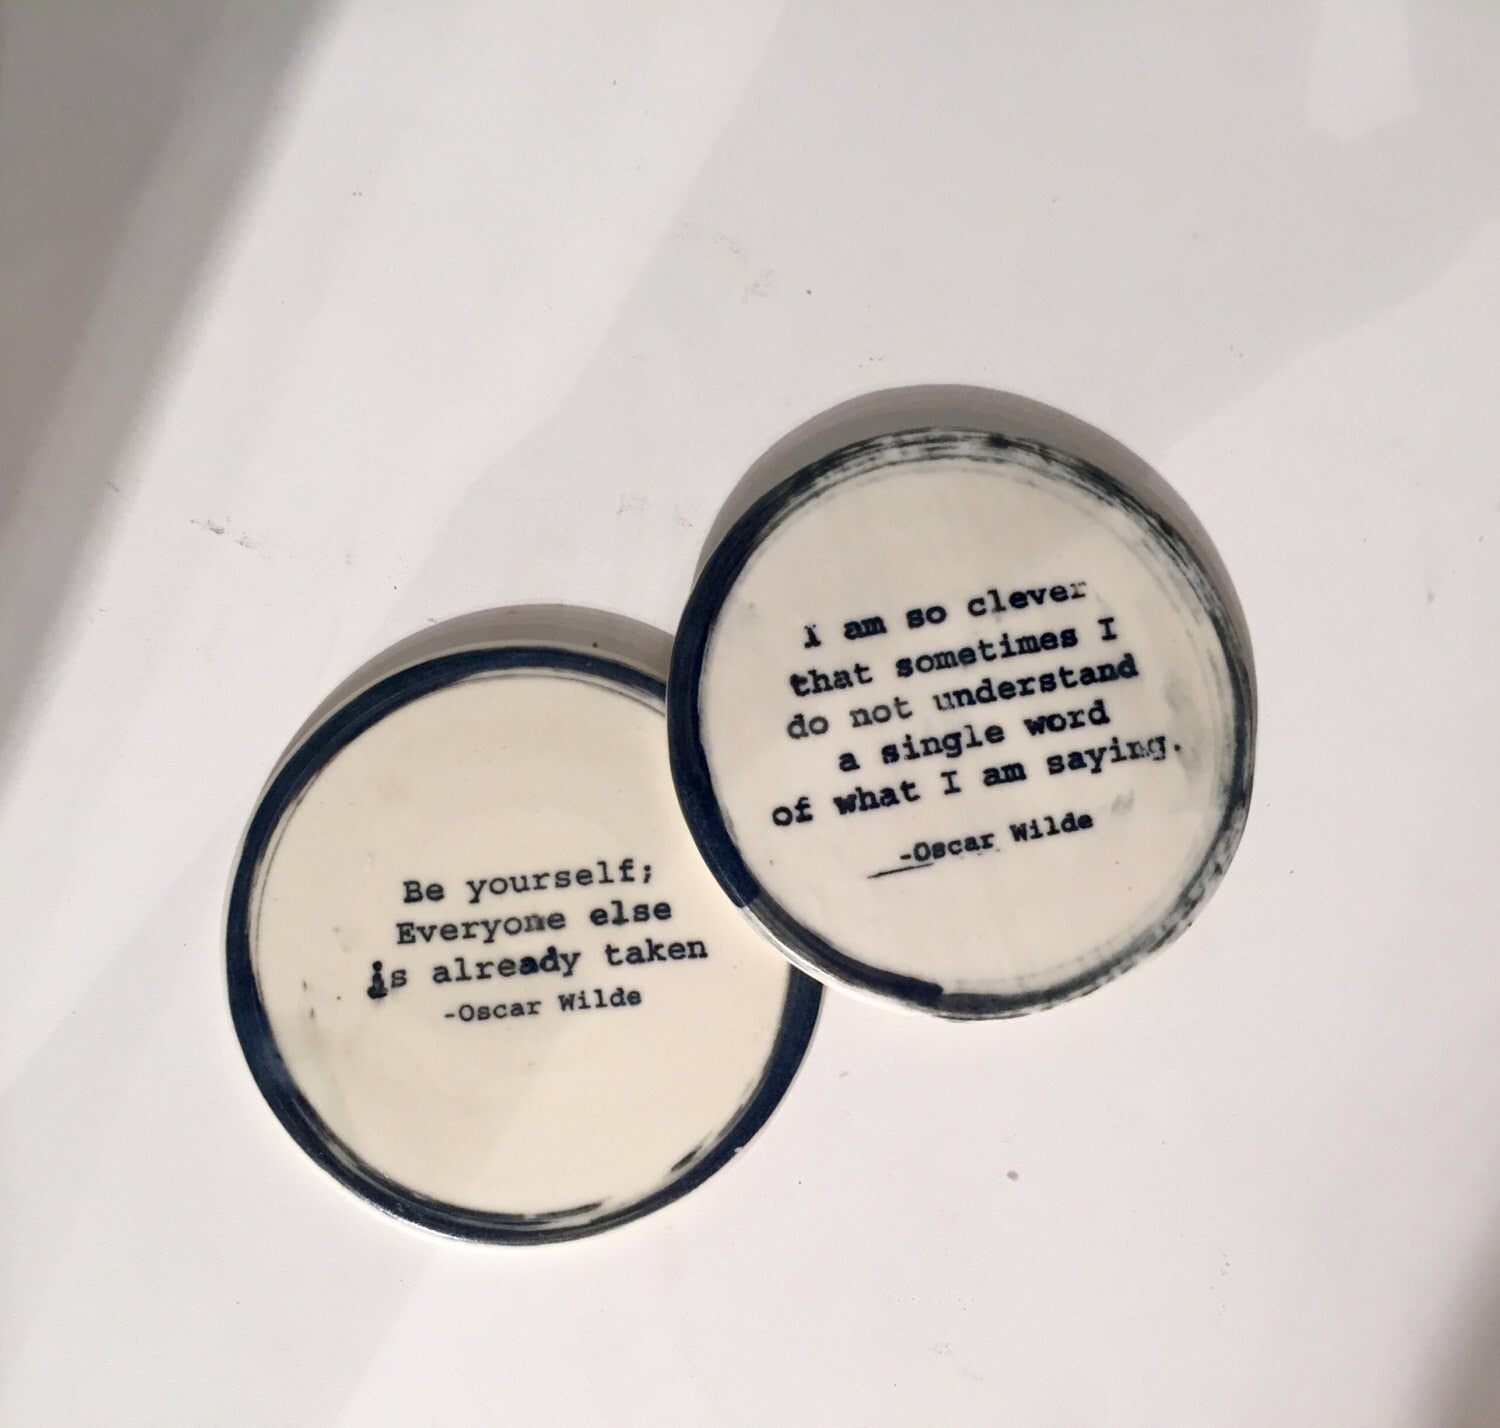 Be yourself;
Everyone else
is already taken
-Oscar Wilde
I am so clever
that sometimes I
do not understand
a single word
of what I am saying.
-Oscar Wilde